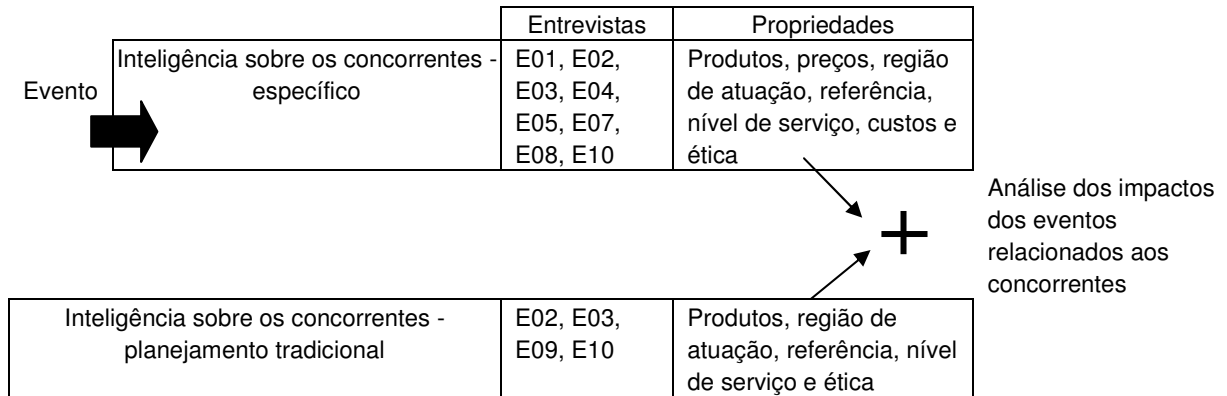 Entrevistas
Propriedades
Evento
Inteligência sobre os concorrentes -
específico
E01, E02,
E03, E04,
E05, E07,
E08, E10
Produtos, preços, região
de atuação, referência,
nível de serviço, custos e
ética
+
Análise dos impactos
dos eventos
relacionados aos
concorrentes
Inteligência sobre os concorrentes -
planejamento tradicional
E02, E03,
E09, E10
Produtos, região de
atuação, referência, nível
de serviço e ética